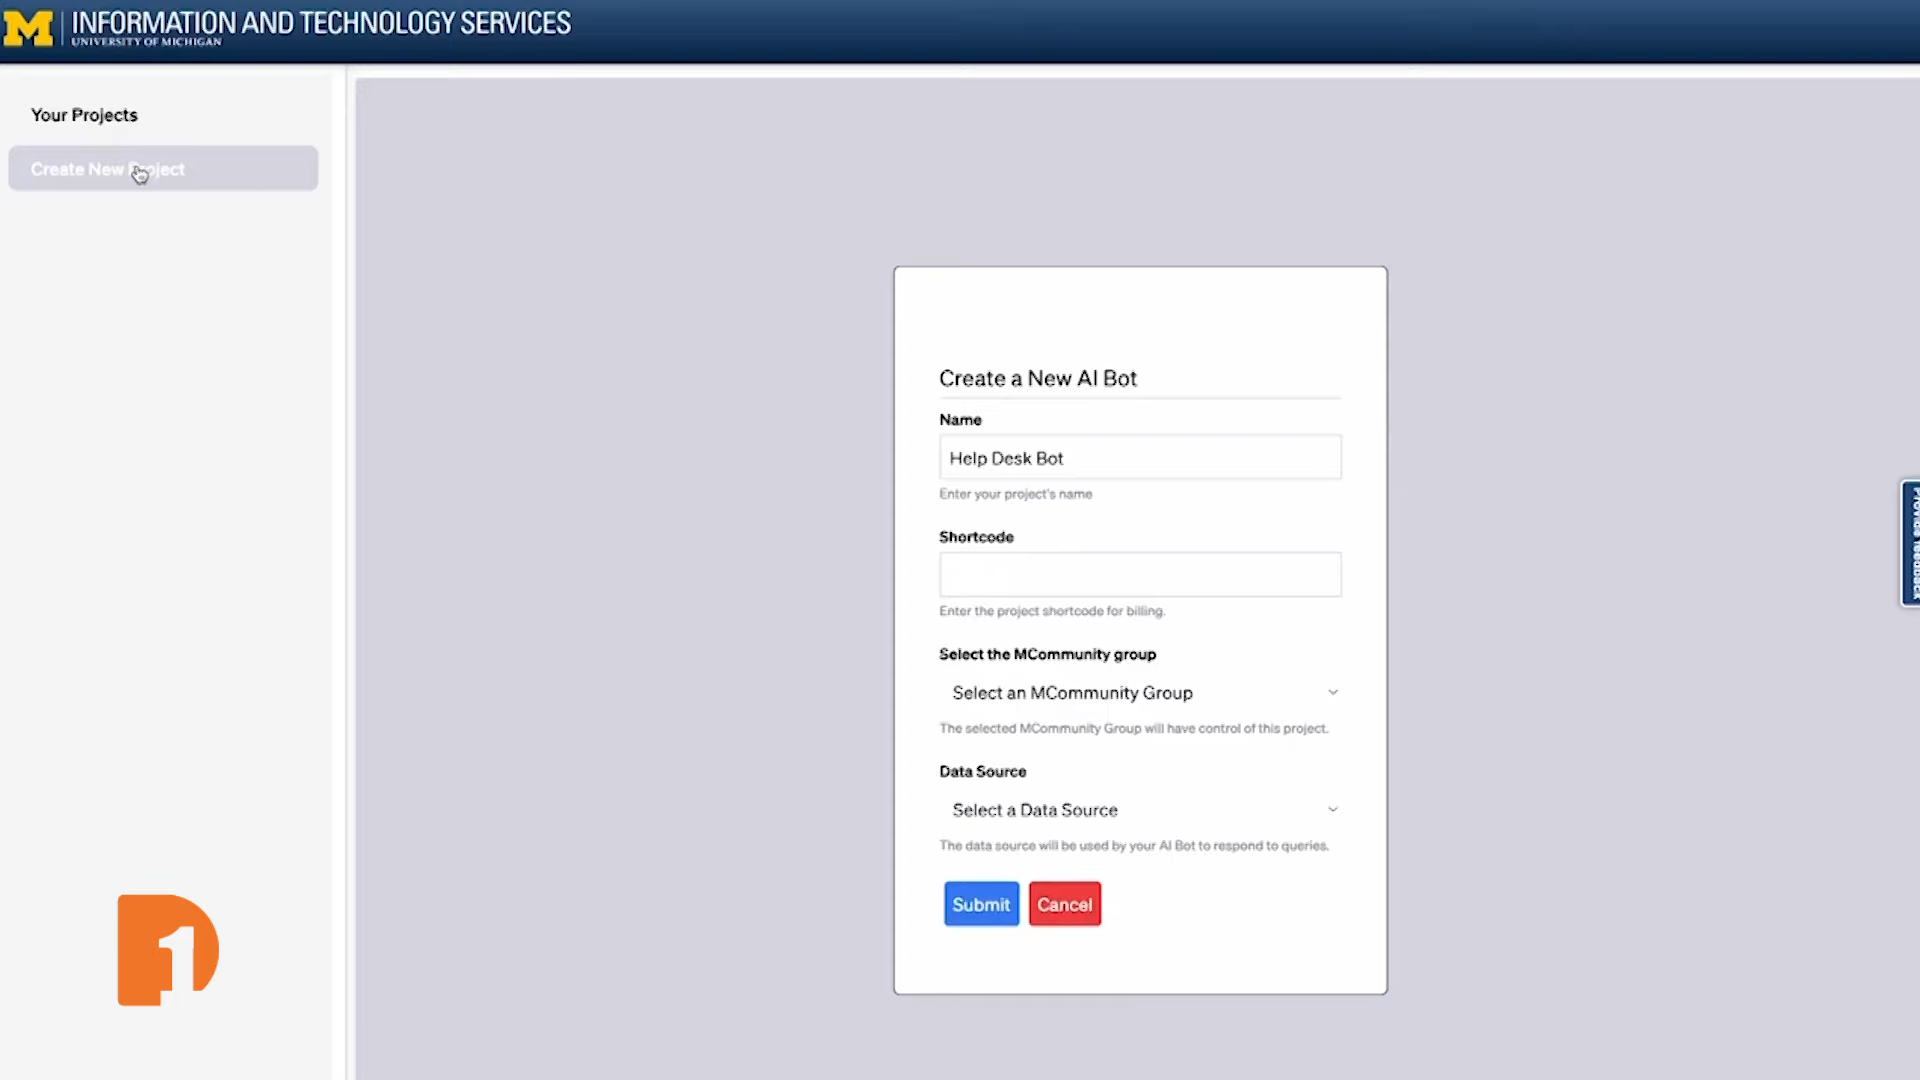 M INFORMATION AND TECHNOLOGY SERVICES
UNIVERSITY OF MICHIGAN
Your Projects
Create New Project
Create a New AI Bot
Name
Help Desk Bot
Enter your project's name
Shortcode
Enter the project shortcode for billing.
Select the MCommunity group
Select an MCommunity Group
The selected MCommunity Group will have control of this project.
Data Source
Select a Data Source
The data source will be used by your AI Bot to respond to queries.
Submit Cancel
Provide feedback
D1